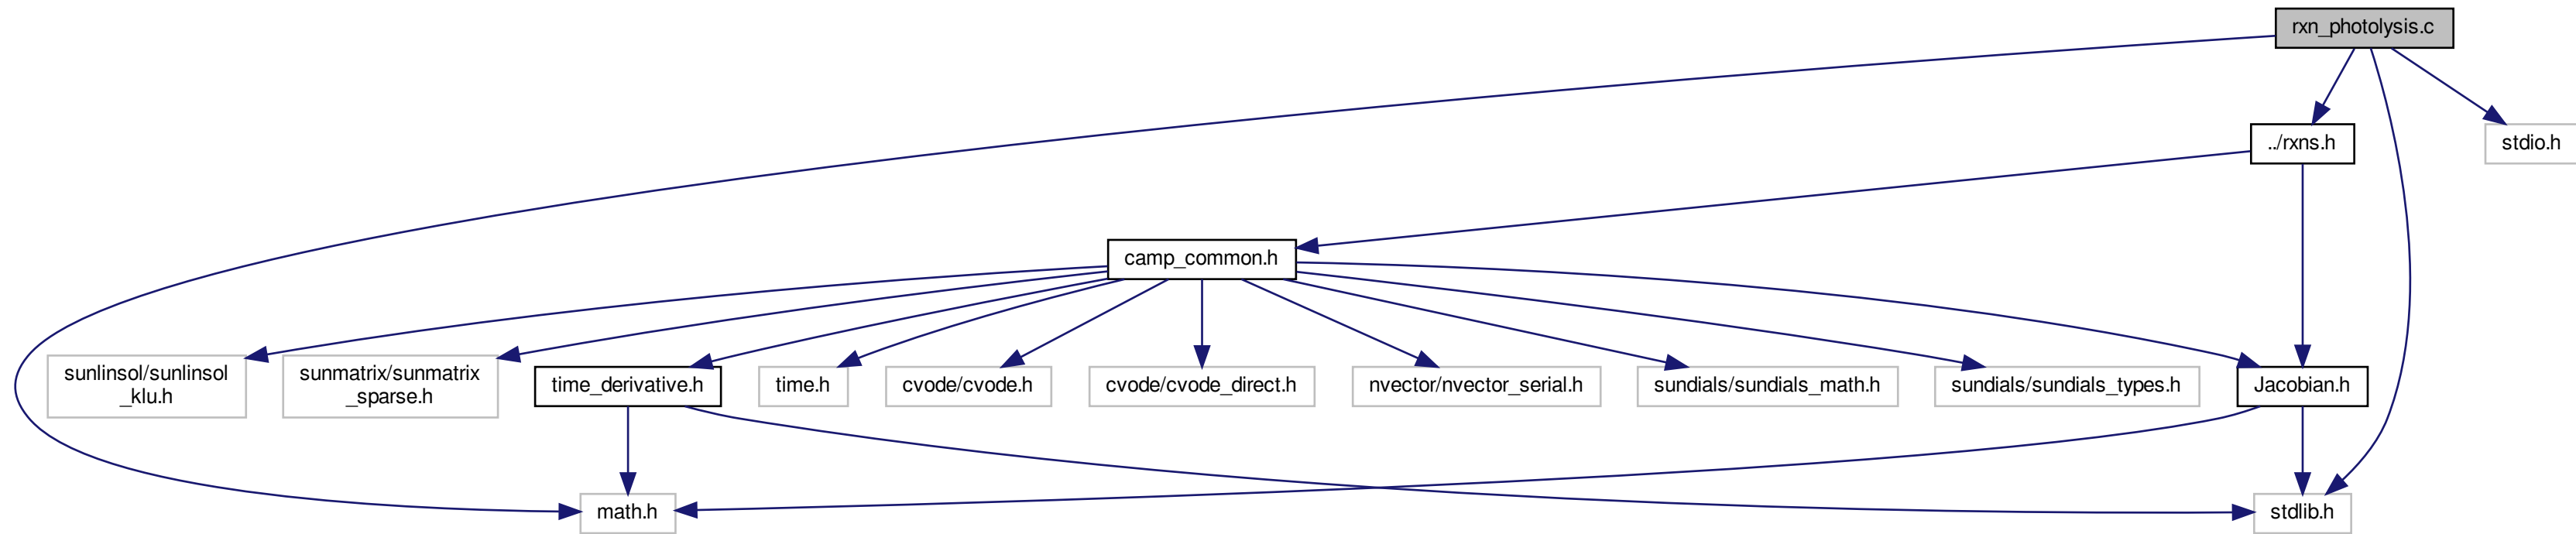 rxn_photolysis.c
../rxns.h
stdio.h
camp_common.h
sunlinsol/sunlinsol
_klu.h
sunmatrix/sunmatrix
_sparse.h
time_derivative.h
time.h
cvode/cvode.h
cvode/cvode_direct.h
nvector/nvector_serial.h
sundials/sundials_math.h
sundials/sundials_types.h
Jacobian.h
math.h
stdlib.h